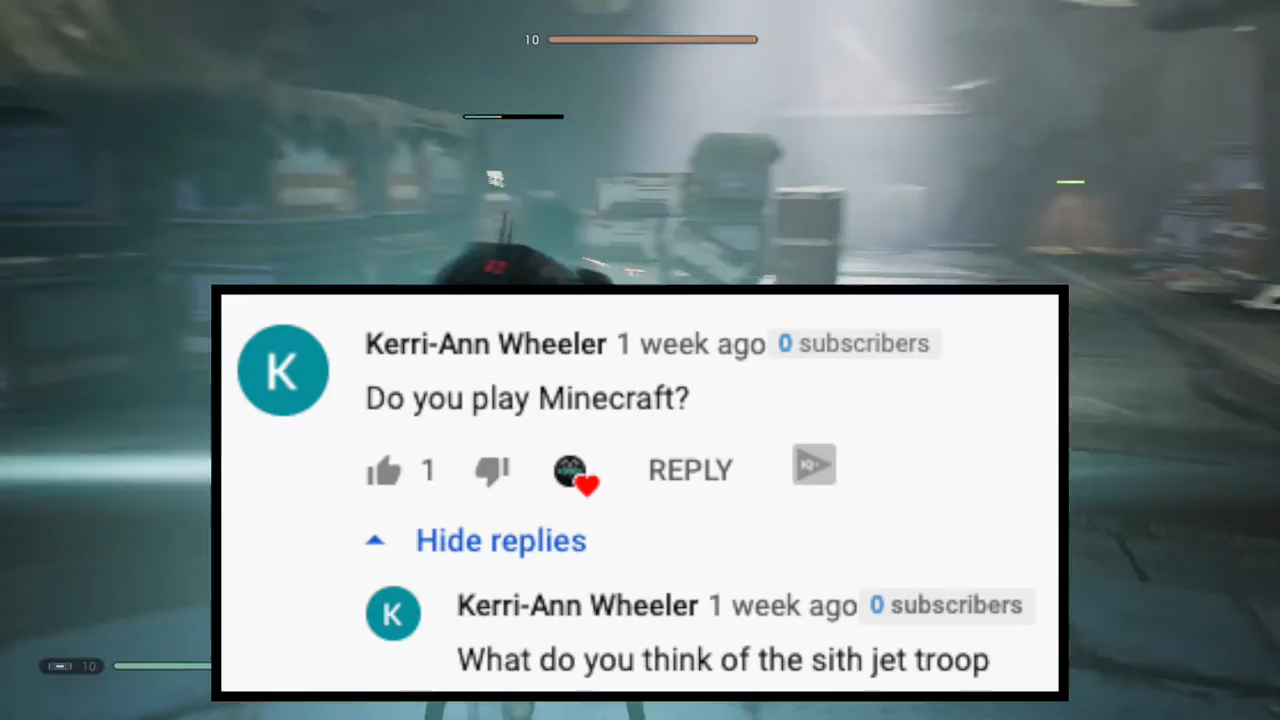 10
Kerri-Ann Wheeler 1 week ago 0 subscribers
Do you play Minecraft?
1 REPLY IQ
Hide replies
Kerri-Ann Wheeler 1 week ago 0 subscribers
10
What do you think of the sith jet troop
K
K